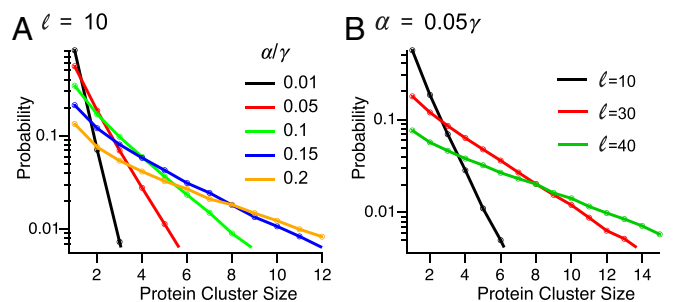 A ℓ = 10
α/γ
0.01
0.05
0.1
0.15
0.2
Probability
0.1
0.01
2 4 6 8 10 12
Protein Cluster Size
B α = 0.05γ
ℓ=10
ℓ=30
ℓ=40
Probability
0.1
0.01
2 4 6 8 10 12 14
Protein Cluster Size